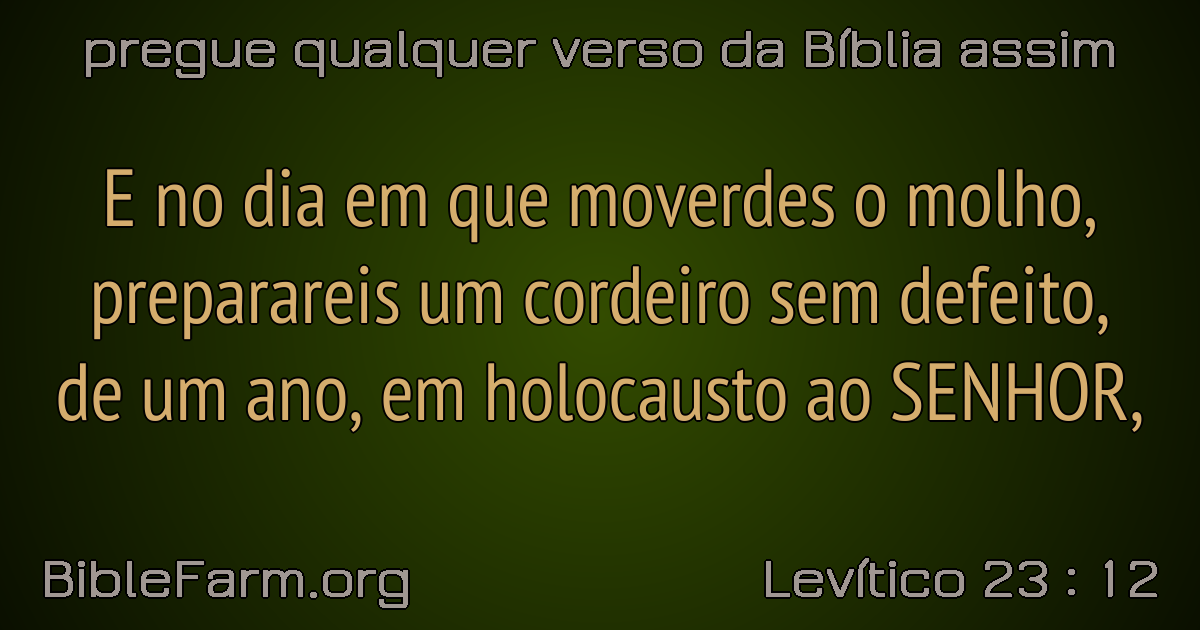 pregue qualquer verso da Bíblia assim
E no dia em que moverdes o molho,
preparareis um cordeiro sem defeito,
de um ano, em holocausto ao SENHOR,
BibleFarm.org
Levítico 23 : 12